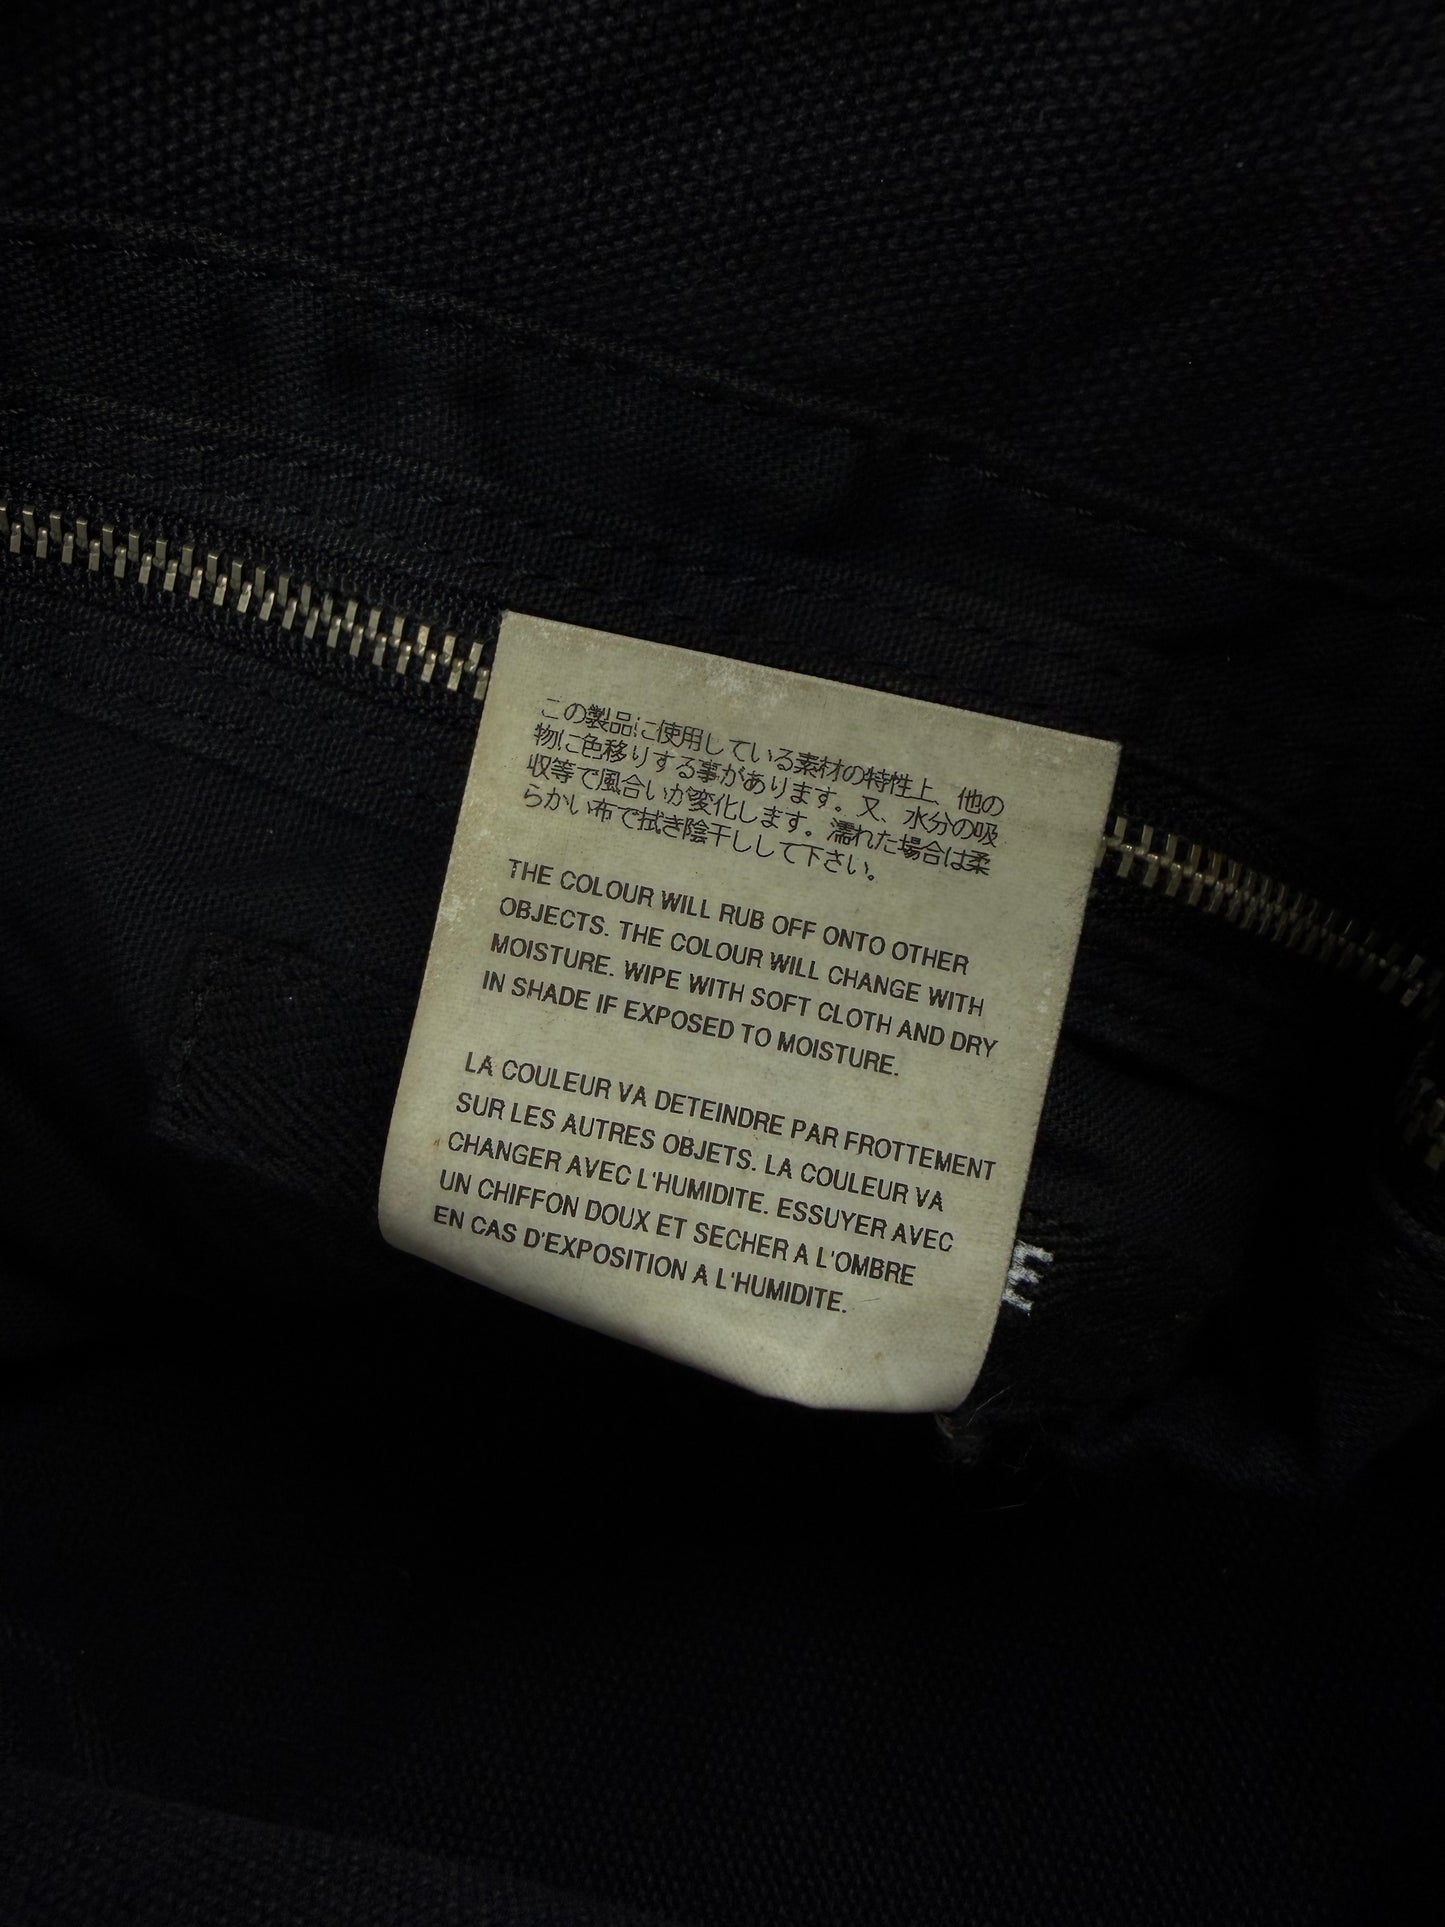 この製品に使用している素材の特性上、他の
物に色移りする事があります。又、水分の吸
収等で風合いが変化します。濡れた場合は柔
らかい布で拭き陰干しして下さい。
THE COLOUR WILL RUB OFF ONTO OTHER
OBJECTS. THE COLOUR WILL CHANGE WITH
MOISTURE. WIPE WITH SOFT CLOTH AND DRY
IN SHADE IF EXPOSED TO MOISTURE.
LA COULEUR VA DETEINDRE PAR FROTTEMENT
SUR LES AUTRES OBJETS. LA COULEUR VA
CHANGER AVEC L'HUMIDITE. ESSUYER AVEC
UN CHIFFON DOUX ET SECHER A L'OMBRE
EN CAS D'EXPOSITION A L'HUMIDITE.
E